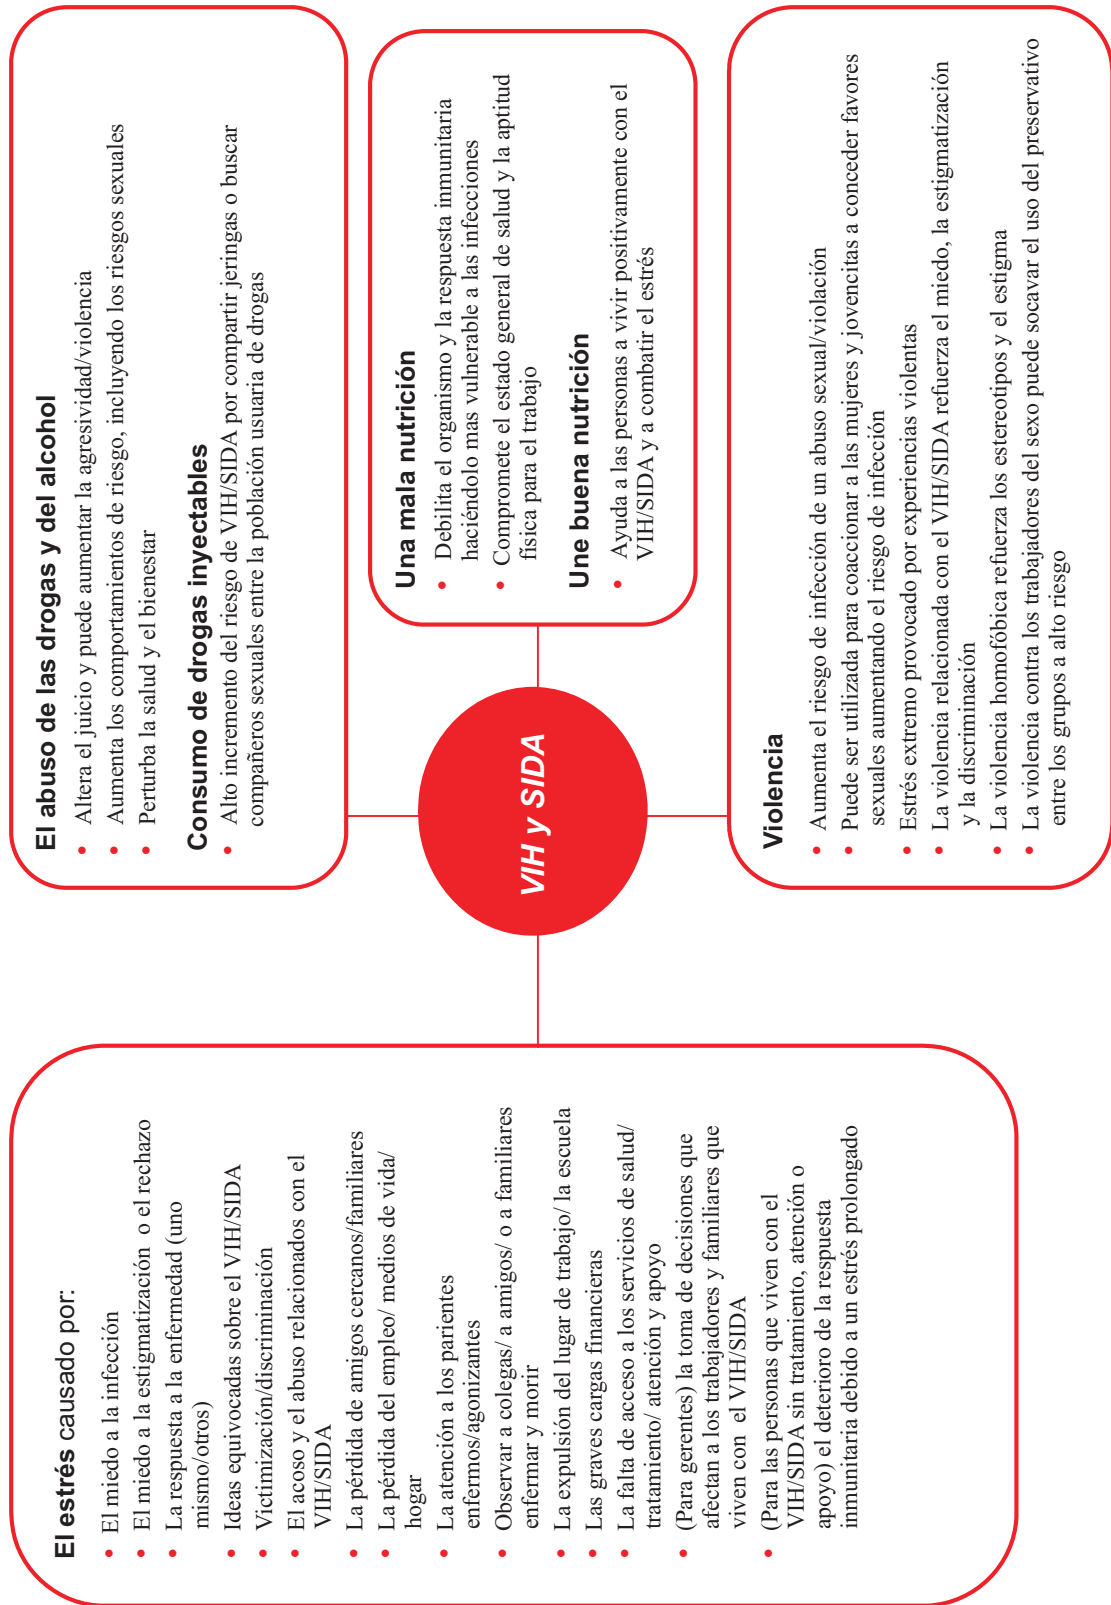 El estrés causado por:
• El miedo a la infección
• El miedo a la estigmatización o el rechazo
• La respuesta a la enfermedad (uno
mismo/otros)
• Ideas equivocadas sobre el VIH/SIDA
• Victimización/discriminación
• El acoso y el abuso relacionados con el
VIH/SIDA
• La pérdida de amigos cercanos/familiares
• La pérdida del empleo/ medios de vida/
hogar
• La atención a los parientes
enfermos/agonizantes
• Observar a colegas/ a amigos/ o a familiares
enfermar y morir
• La expulsión del lugar de trabajo/ la escuela
• Las graves cargas financieras
• La falta de acceso a los servicios de salud/
tratamiento/ atención y apoyo
• (Para gerentes) la toma de decisiones que
afectan a los trabajadores y familiares que
viven con el VIH/SIDA
• (Para las personas que viven con el
VIH/SIDA sin tratamiento, atención o
apoyo) el deterioro de la respuesta
inmunitaria debido a un estrés prolongado
VIH y SIDA
El abuso de las drogas y del alcohol
• Altera el juicio y puede aumentar la agresividad/violencia
• Aumenta los comportamientos de riesgo, incluyendo los riesgos sexuales
• Perturba la salud y el bienestar
Consumo de drogas inyectables
• Alto incremento del riesgo de VIH/SIDA por compartir jeringas o buscar
compañeros sexuales entre la población usuaria de drogas
Una mala nutrición
• Debilita el organismo y la respuesta inmunitaria
haciéndolo mas vulnerable a las infecciones
• Compromete el estado general de salud y la aptitud
física para el trabajo
Une buena nutrición
• Ayuda a las personas a vivir positivamente con el
VIH/SIDA y a combatir el estrés
Violencia
• Aumenta el riesgo de infección de un abuso sexual/violación
• Puede ser utilizada para coaccionar a las mujeres y jovencitas a conceder favores
sexuales aumentando el riesgo de infección
• Estrés extremo provocado por experiencias violentas
• La violencia relacionada con el VIH/SIDA refuerza el miedo, la estigmatización
y la discriminación
• La violencia homofóbica refuerza los estereotipos y el estigma
• La violencia contra los trabajadores del sexo puede socavar el uso del preservativo
entre los grupos a alto riesgo